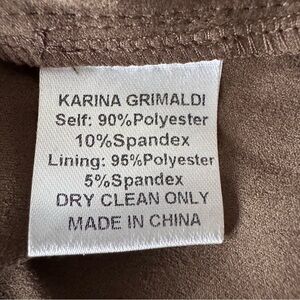 KARINA GRIMALDI
Self: 90%Polyester
10%Spandex
Lining: 95%Polyester
5%Spandex
DRY CLEAN ONLY
MADE IN CHINA